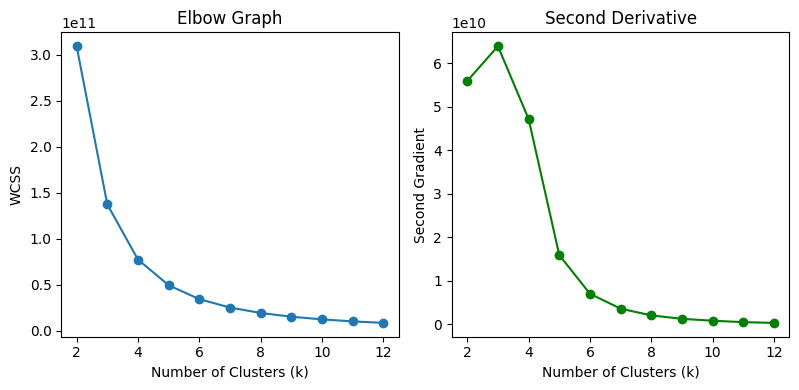 Elbow Graph
1e11
3.0
2.5
2.0
1.5
1.0
0.5
0.0
WCSS
2 4 6 8 10 12
Number of Clusters (k)
Second Derivative
1e10
6
5
4
3
2
1
0
Second Gradient
2 4 6 8 10 12
Number of Clusters (k)